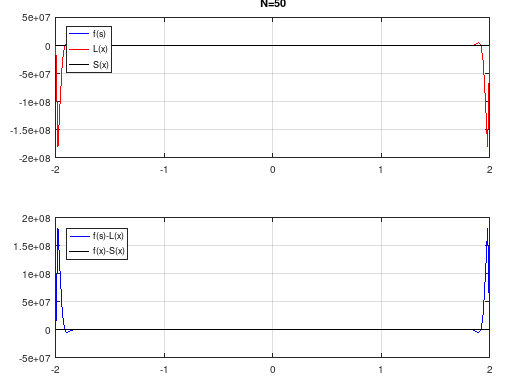 N=50
5e+07
0
-5e+07
-1e+08
-1.5e+08
-2e+08
f(s)
L(x)
S(x)
-2
-1
0
1
2
2e+08
1.5e+08
1e+08
5e+07
0
-5e+07
f(s)-L(x)
f(x)-S(x)
-2
-1
0
1
2